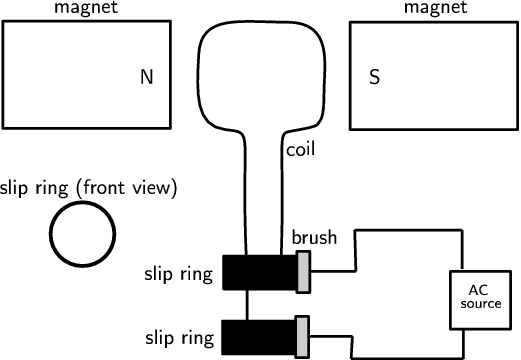 magnet
magnet
N
S
coil
slip ring (front view)
brush
slip ring
AC
source
slip ring